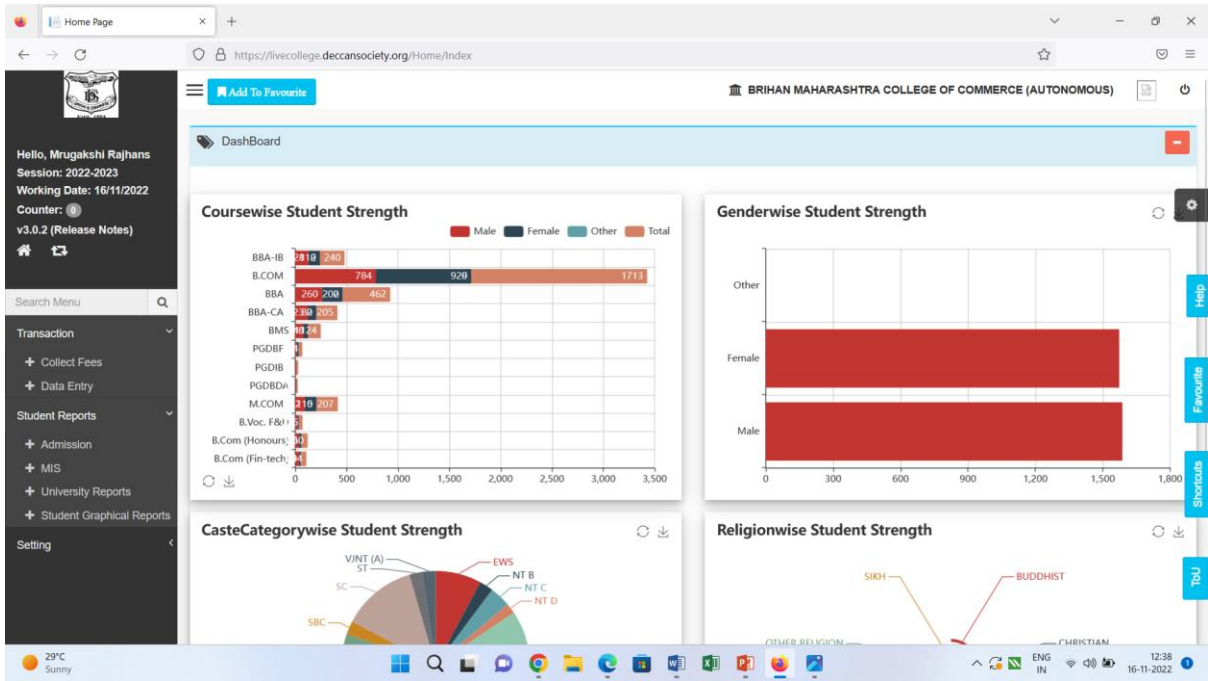 Home Page
https://livecollege.deccansociety.org/Home/Index
Add To Favourite
BRIHAN MAHARASHTRA COLLEGE OF COMMERCE (AUTONOMOUS)
Hello, Mrugakshi Rajhans
Session: 2022-2023
Working Date: 16/11/2022
Counter: 0
v3.0.2 (Release Notes)
Search Menu
Transaction
Collect Fees
Data Entry
Student Reports
Admission
MIS
University Reports
Student Graphical Reports
Setting
DashBoard
Coursewise Student Strength
Male Female Other Total
BBA-IB 240
B.COM 784 929 1713
BBA 260 200 462
BBA-CA 205
BMS 24
PGDBF
PGDIB
PGDBDA
M.COM 207
B.Voc. F&
B.Com (Honours)
B.Com (Fin-tech)
0 500 1,000 1,500 2,000 2,500 3,000 3,500
Genderwise Student Strength
Other
Female
Male
0 300 600 900 1,200 1,500 1,800
CasteCategorywise Student Strength
VJNT (A)
ST
SC
SBC
EWS
NT B
NT C
NT D
Religionwise Student Strength
SIKH
BUDDHIST
OTHER RELIGION
CHRISTIAN
Help
Favourite
Shortcuts
ToU
29°C
Sunny
ENG
IN
12:38
16-11-2022
1